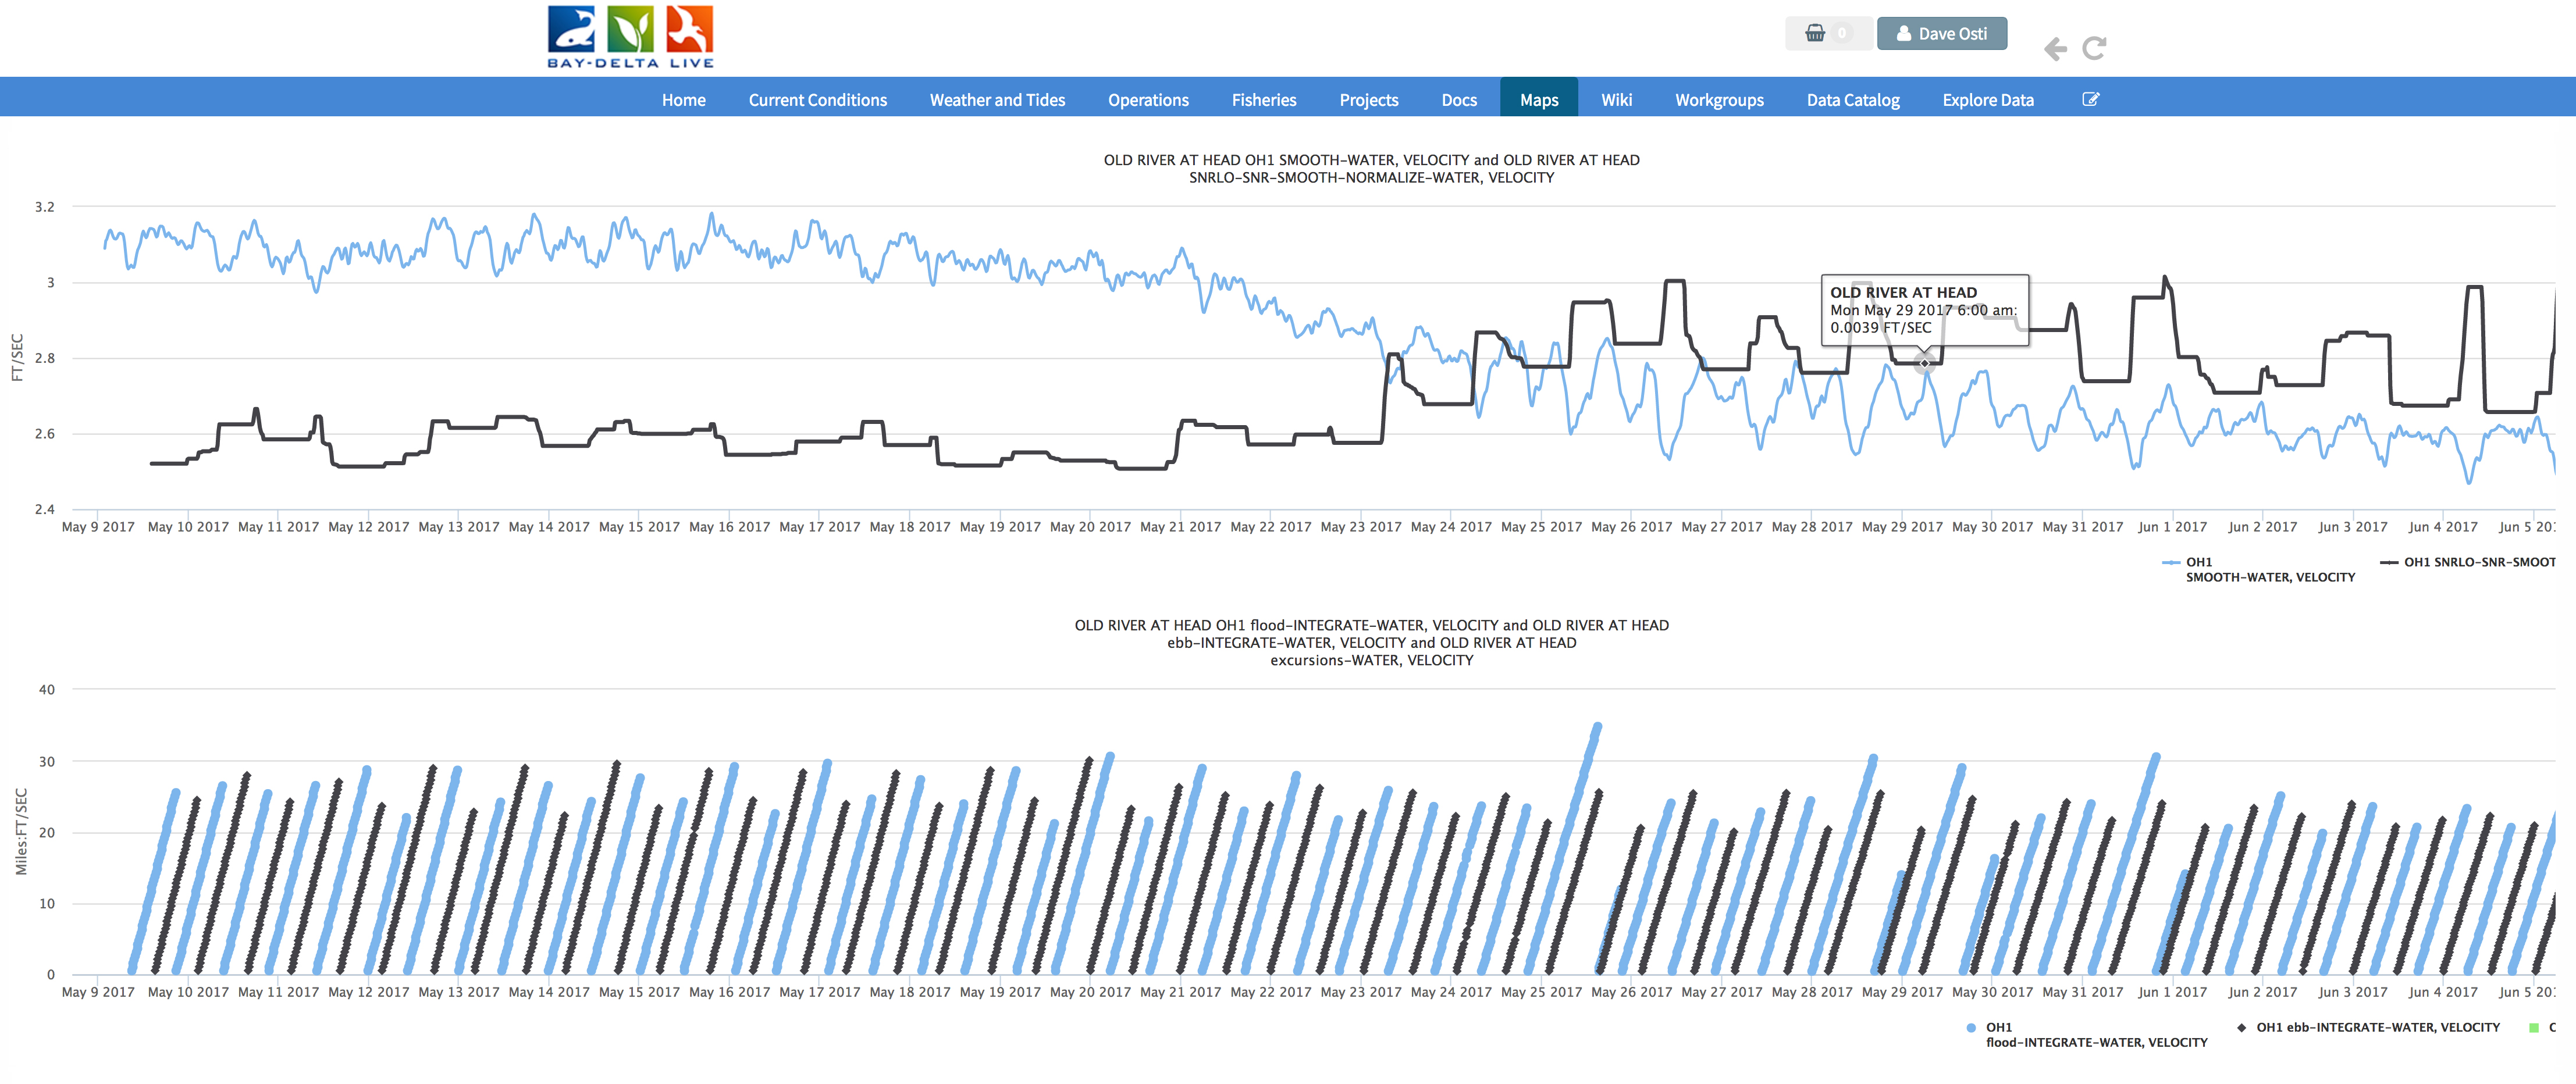 BAY-DELTA LIVE
0
Dave Osti
Home Current Conditions Weather and Tides Operations Fisheries Projects Docs Maps Wiki Workgroups Data Catalog Explore Data
OLD RIVER AT HEAD OH1 SMOOTH-WATER, VELOCITY and OLD RIVER AT HEAD
SNRLO-SNR-SMOOTH-NORMALIZE-WATER, VELOCITY
3.2
3
2.8
2.6
2.4
FT/SEC
OLD RIVER AT HEAD
Mon May 29 2017 6:00 am:
0.0039 FT/SEC
May 9 2017 May 10 2017 May 11 2017 May 12 2017 May 13 2017 May 14 2017 May 15 2017 May 16 2017 May 17 2017 May 18 2017 May 19 2017 May 20 2017 May 21 2017 May 22 2017 May 23 2017 May 24 2017 May 25 2017 May 26 2017 May 27 2017 May 28 2017 May 29 2017 May 30 2017 May 31 2017 Jun 1 2017 Jun 2 2017 Jun 3 2017 Jun 4 2017 Jun 5 201
OH1 OH1 SNRLO-SNR-SMOOT
SMOOTH-WATER, VELOCITY
OLD RIVER AT HEAD OH1 flood-INTEGRATE-WATER, VELOCITY and OLD RIVER AT HEAD
ebb-INTEGRATE-WATER, VELOCITY and OLD RIVER AT HEAD
excursions-WATER, VELOCITY
40
30
20
10
0
Miles:FT/SEC
May 9 2017 May 10 2017 May 11 2017 May 12 2017 May 13 2017 May 14 2017 May 15 2017 May 16 2017 May 17 2017 May 18 2017 May 19 2017 May 20 2017 May 21 2017 May 22 2017 May 23 2017 May 24 2017 May 25 2017 May 26 2017 May 27 2017 May 28 2017 May 29 2017 May 30 2017 May 31 2017 Jun 1 2017 Jun 2 2017 Jun 3 2017 Jun 4 2017 Jun 5 201
OH1 OH1 ebb-INTEGRATE-WATER, VELOCITY
flood-INTEGRATE-WATER, VELOCITY